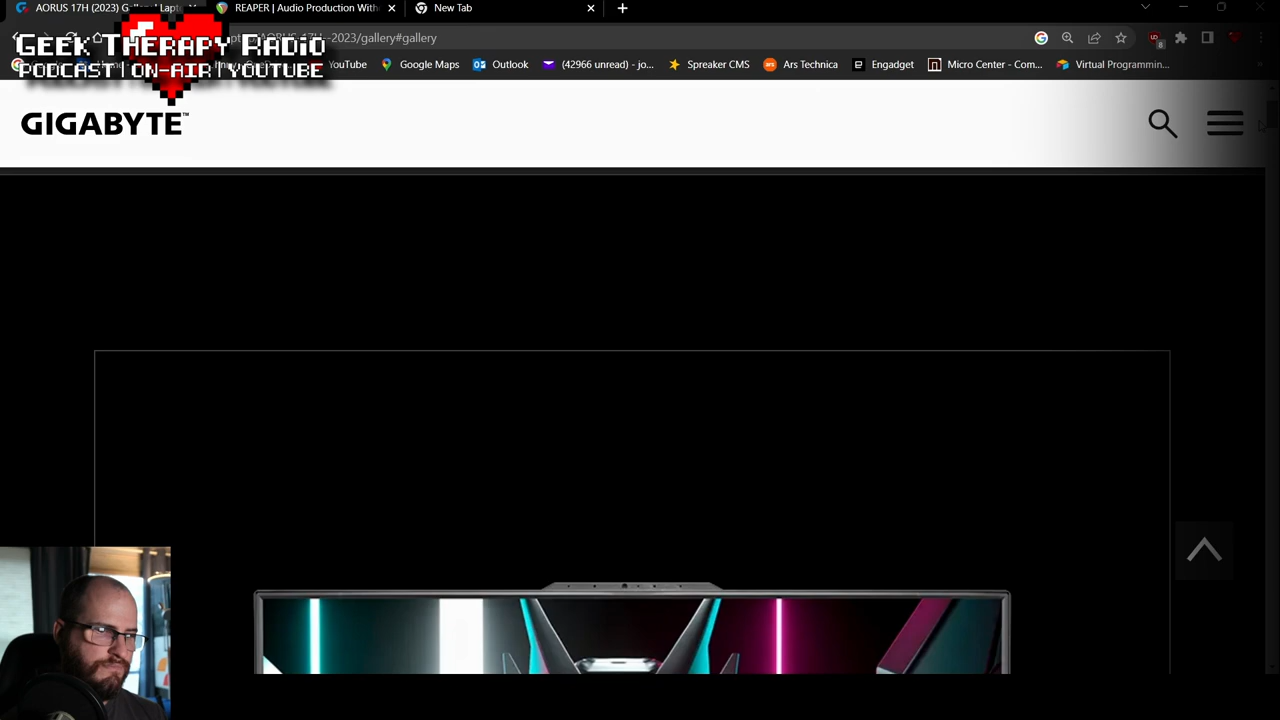 AORUS 17H (2023) G
REAPER | Audio Production With
New Tab
GEEK THERAPY RADIO
PODCAST | ON-AIR | YOUTUBE
2023/gallery#gallery
YouTube
Google Maps
Outlook
(42966 unread) - jo...
Spreaker CMS
Ars Technica
Engadget
Micro Center - Com...
Virtual Programmin...
GIGABYTE™